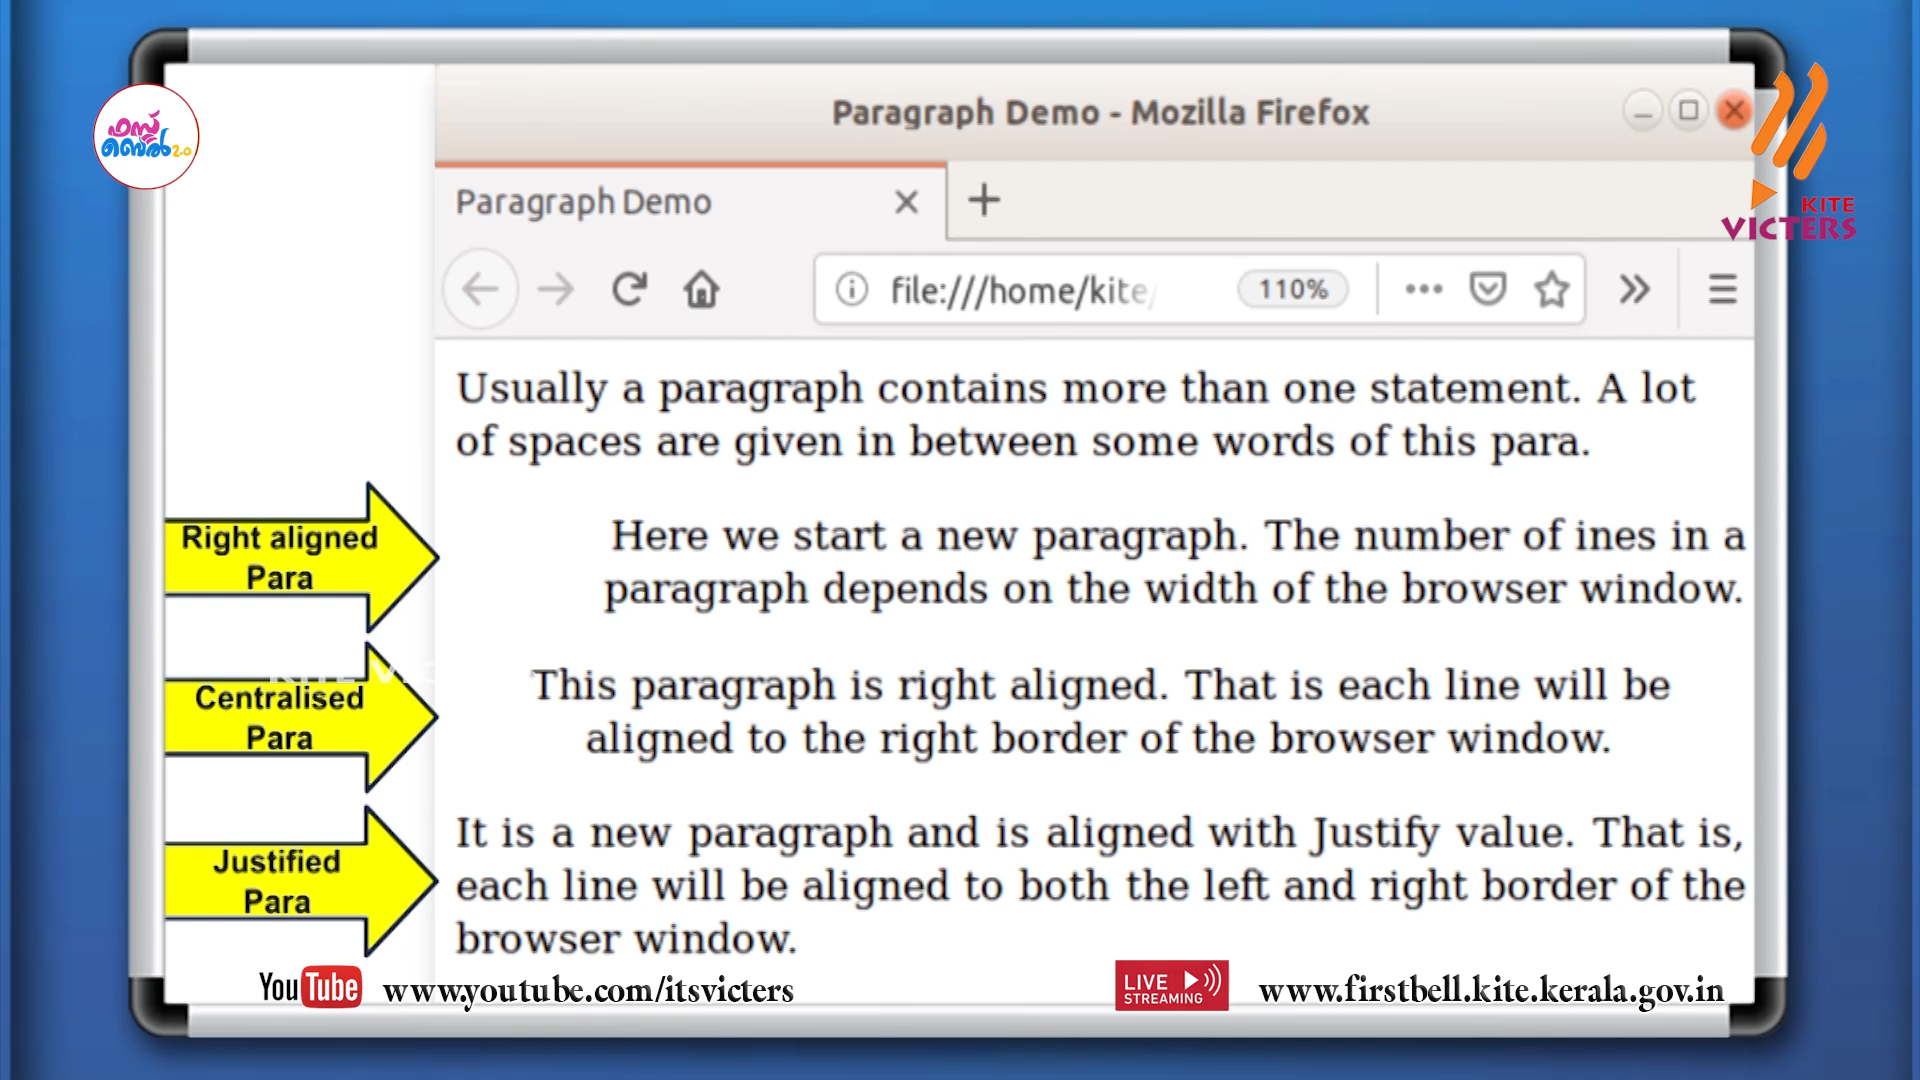 Paragraph Demo - Mozilla Firefox
ഫസ്റ്റ്
ബെൽ 2.0
KITE
VICTERS
Paragraph Demo
file:///home/kite/
110%
Usually a paragraph contains more than one statement. A lot
of spaces are given in between some words of this para.
Right aligned
Para
Here we start a new paragraph. The number of ines in a
paragraph depends on the width of the browser window.
KITE VIC
Centralised
Para
This paragraph is right aligned. That is each line will be
aligned to the right border of the browser window.
Justified
Para
It is a new paragraph and is aligned with Justify value. That is,
each line will be aligned to both the left and right border of the
browser window.
YouTube www.youtube.com/itsvicters
LIVE
STREAMING
www.firstbell.kite.kerala.gov.in